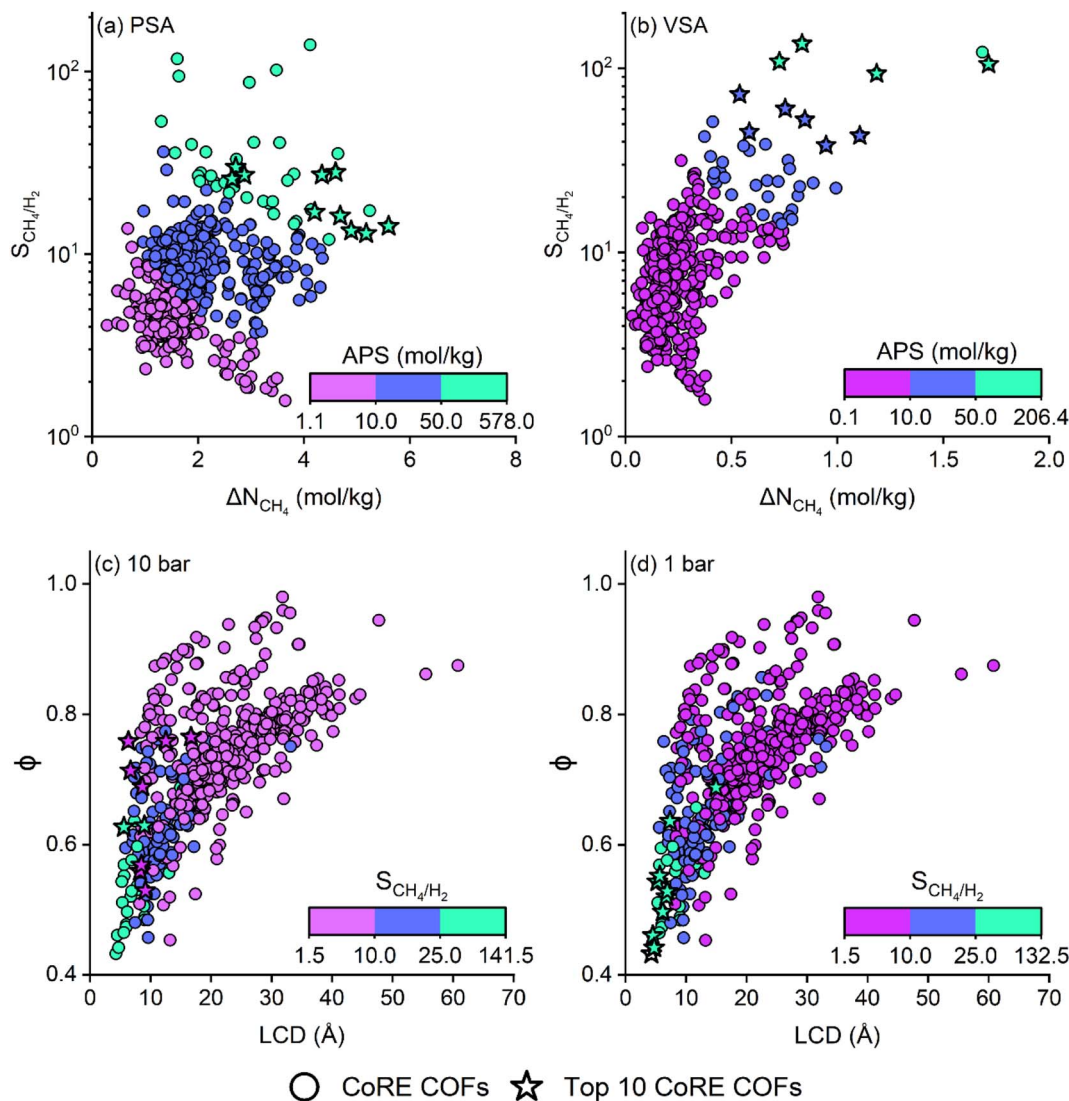 (a) PSA
10²
10¹
10⁰
S_CH₄/H₂
APS (mol/kg)
1.1 10.0 50.0 578.0
0 2 4 6 8
ΔN_CH₄ (mol/kg)
(b) VSA
10²
10¹
10⁰
S_CH₄/H₂
APS (mol/kg)
0.1 10.0 50.0 206.4
0.0 0.5 1.0 1.5 2.0
ΔN_CH₄ (mol/kg)
(c) 10 bar
1.0
0.8
0.6
0.4
ϕ
S_CH₄/H₂
1.5 10.0 25.0 141.5
0 10 20 30 40 50 60 70
LCD (Å)
(d) 1 bar
1.0
0.8
0.6
0.4
ϕ
S_CH₄/H₂
1.5 10.0 25.0 132.5
0 10 20 30 40 50 60 70
LCD (Å)
CoRE COFs Top 10 CoRE COFs